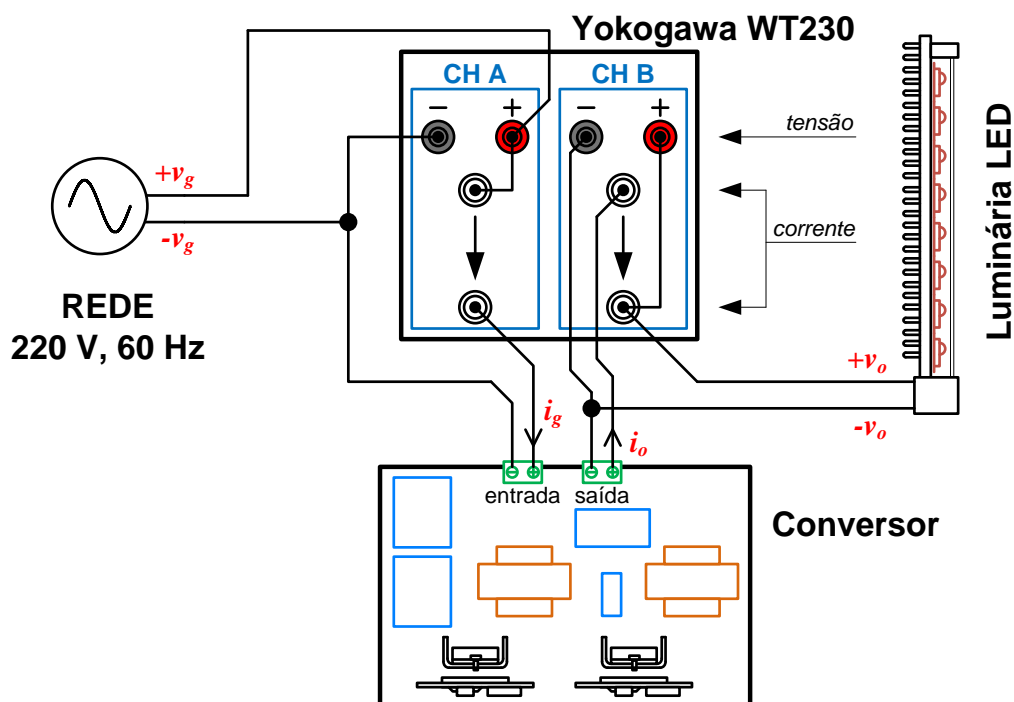 Yokogawa WT230
CH A
CH B
− +
− +
tensão
corrente
+vg
-vg
REDE
220 V, 60 Hz
Luminária LED
+vo
-vo
ig
io
entrada
saída
Conversor